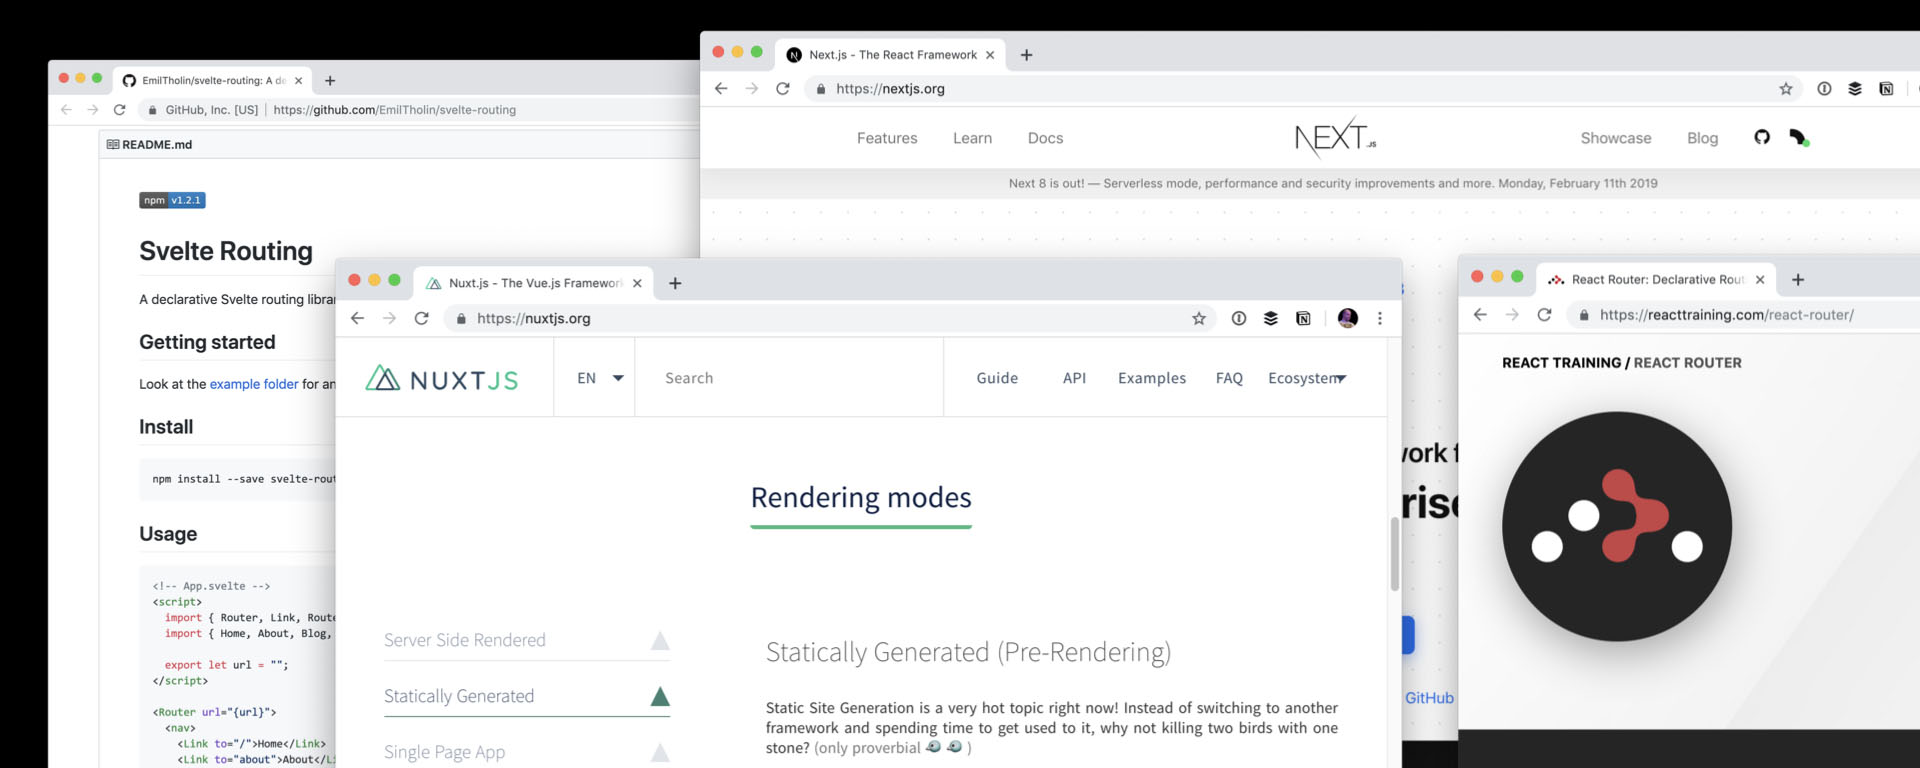 EmilTholin/svelte-routing: A de
GitHub, Inc. [US] | https://github.com/EmilTholin/svelte-routing
README.md
npm v1.2.1
Svelte Routing
A declarative Svelte routing
Getting started
Look at the example folder for
Install
npm install --save
Usage
<!-- App.svelte -->
<script>
import { Router, Link,
import { Home, About, Blog,
export let url = "";
</script>
<Router url="{url}">
<nav>
<Link to="/">Home</Link>
<Link to="about">About</
Next.js - The React Framework
https://nextjs.org
Features Learn Docs
NEXT.JS
Showcase Blog
Next 8 is out! — Serverless mode, performance and security improvements and more. Monday, February 11th 2019
GitHub
Nuxt.js - The Vue.js Framework
https://nuxtjs.org
NUXTJS
EN
Search
Guide API Examples FAQ Ecosystem
Rendering modes
Server Side Rendered
Statically Generated
Single Page App
Statically Generated (Pre-Rendering)
Static Site Generation is a very hot topic right now! Instead of switching to another
framework and spending time to get used to it, why not killing two birds with one
stone? (only proverbial 🐦 🐦 )
React Router: Declarative Rout
https://reacttraining.com/react-router/
REACT TRAINING / REACT ROUTER